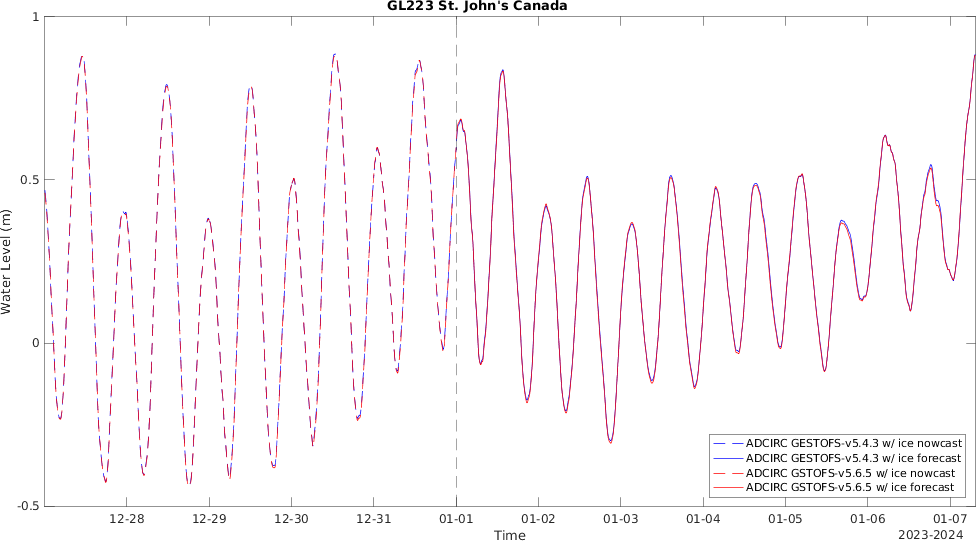 GL223 St. John's Canada
1
0.5
0
-0.5
Water Level (m)
12-28 12-29 12-30 12-31 01-01 01-02 01-03 01-04 01-05 01-06 01-07
Time
2023-2024
ADCIRC GESTOFS-v5.4.3 w/ ice nowcast
ADCIRC GESTOFS-v5.4.3 w/ ice forecast
ADCIRC GSTOFS-v5.6.5 w/ ice nowcast
ADCIRC GSTOFS-v5.6.5 w/ ice forecast